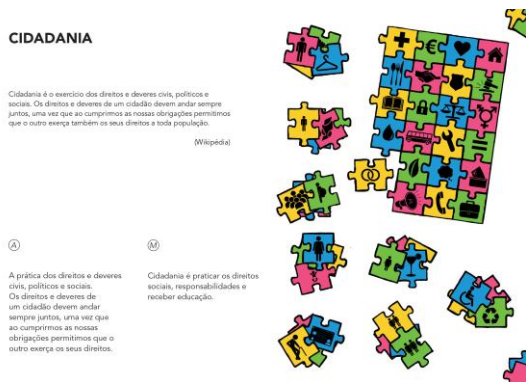 CIDADANIA
Cidadania é o exercício dos direitos e deveres civis, políticos e
sociais. Os direitos e deveres de um cidadão devem andar sempre
juntos, uma vez que ao cumprirmos as nossas obrigações permitimos
que o outro exerça também os seus direitos a toda população.
(Wikipédia)
A
A prática dos direitos e deveres
civis, políticos e sociais.
Os direitos e deveres de
um cidadão devem andar
sempre juntos, uma vez que
ao cumprirmos as nossas
obrigações permitimos que o
outro exerça os seus direitos.
M
Cidadania é praticar os direitos
sociais, responsabilidades e
receber educação.